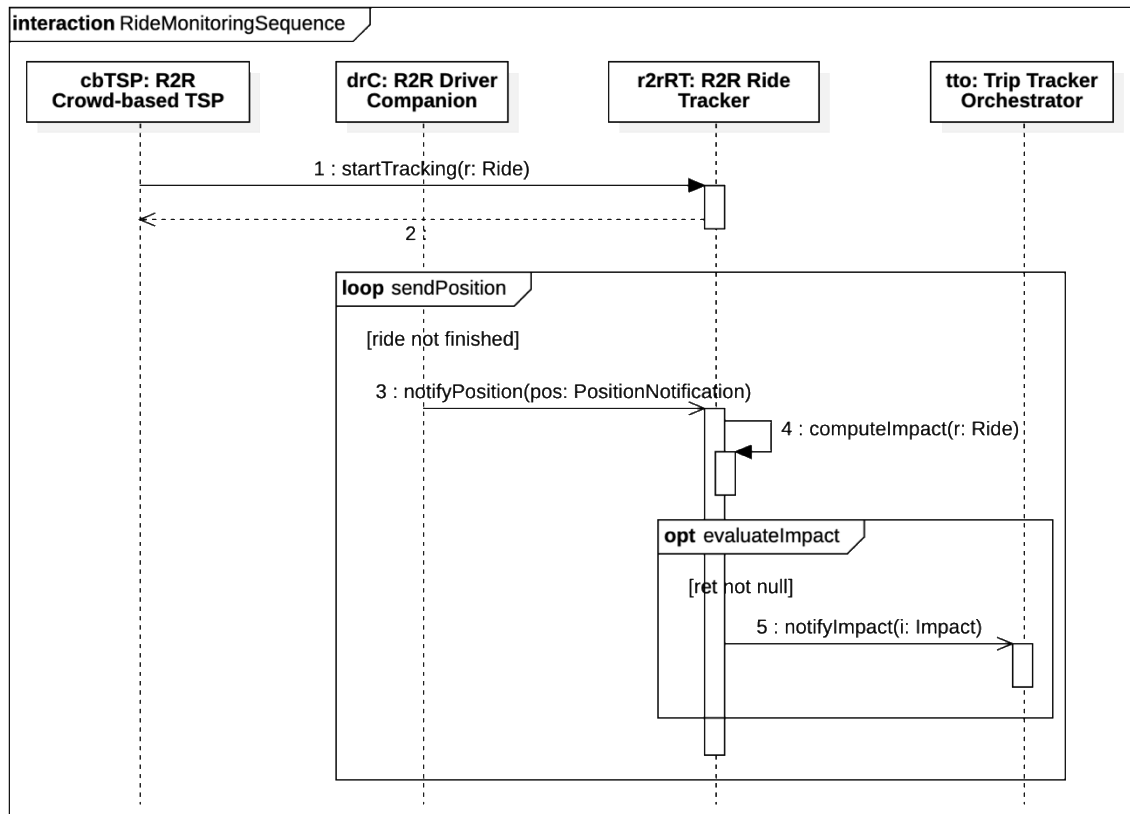 interaction RideMonitoringSequence
cbTSP: R2R
Crowd-based TSP
drC: R2R Driver
Companion
r2rRT: R2R Ride
Tracker
tto: Trip Tracker
Orchestrator
1 : startTracking(r: Ride)
2 :
loop sendPosition
[ride not finished]
3 : notifyPosition(pos: PositionNotification)
4 : computeImpact(r: Ride)
opt evaluateImpact
[ret not null]
5 : notifyImpact(i: Impact)